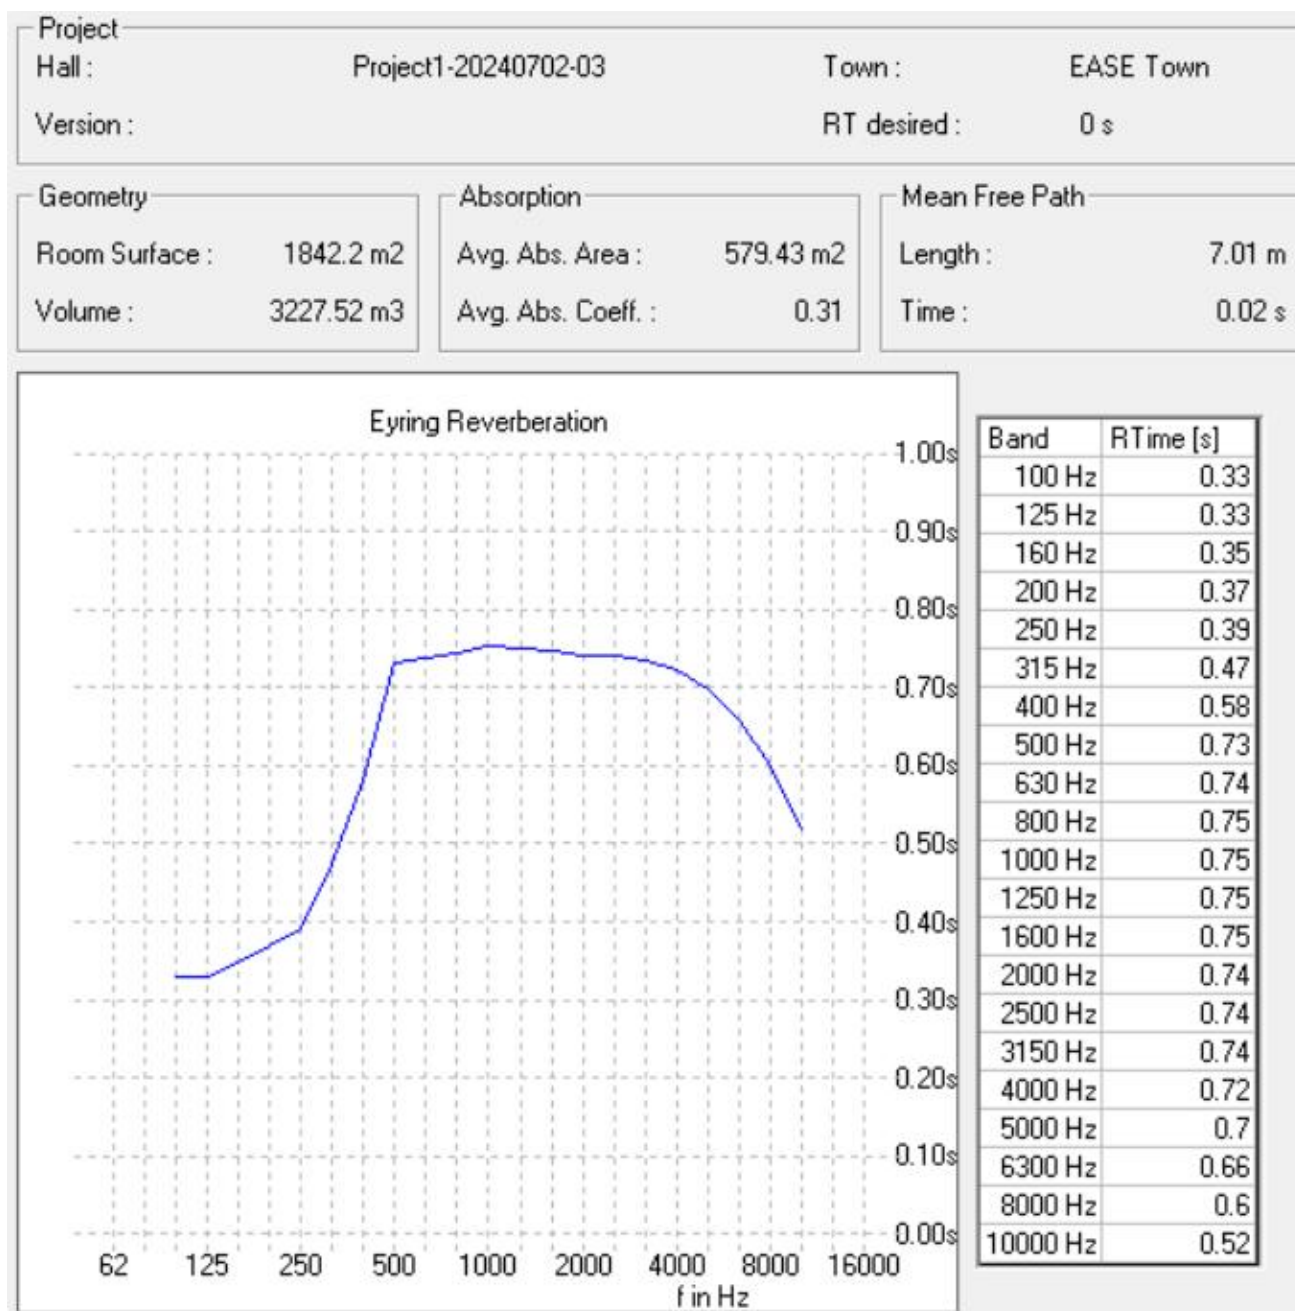 Project
Hall : Project1-20240702-03 Town : EASE Town
Version : RT desired : 0 s
Geometry
Room Surface : 1842.2 m2
Volume : 3227.52 m3
Absorption
Avg. Abs. Area : 579.43 m2
Avg. Abs. Coeff. : 0.31
Mean Free Path
Length : 7.01 m
Time : 0.02 s
Eyring Reverberation
1.00s
0.90s
0.80s
0.70s
0.60s
0.50s
0.40s
0.30s
0.20s
0.10s
0.00s
62 125 250 500 1000 2000 4000 8000 16000
f in Hz
Band RTime [s]
100 Hz 0.33
125 Hz 0.33
160 Hz 0.35
200 Hz 0.37
250 Hz 0.39
315 Hz 0.47
400 Hz 0.58
500 Hz 0.73
630 Hz 0.74
800 Hz 0.75
1000 Hz 0.75
1250 Hz 0.75
1600 Hz 0.75
2000 Hz 0.74
2500 Hz 0.74
3150 Hz 0.74
4000 Hz 0.72
5000 Hz 0.7
6300 Hz 0.66
8000 Hz 0.6
10000 Hz 0.52